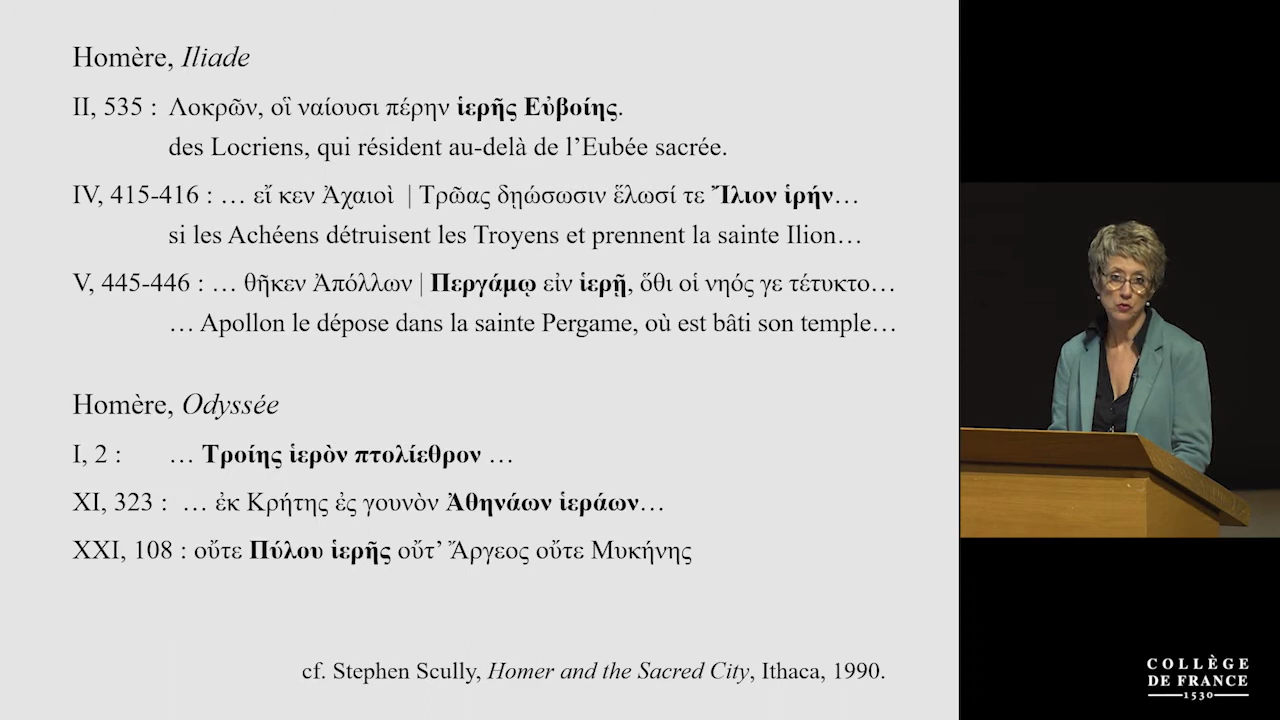 Homère, Iliade
II, 535 : Λοκρῶν, οἳ ναίουσι πέρην ἱερῆς Εὐβοίης.
des Locriens, qui résident au-delà de l’Eubée sacrée.
IV, 415-416 : … εἴ κεν Ἀχαιοὶ | Τρῶας δῃώσωσιν ἕλωσί τε Ἴλιον ἱρήν…
si les Achéens détruisent les Troyens et prennent la sainte Ilion…
V, 445-446 : … θῆκεν Ἀπόλλων | Περγάμῳ εἰν ἱερῇ, ὅθι οἱ νηός γε τέτυκτο…
… Apollon le dépose dans la sainte Pergame, où est bâti son temple…
Homère, Odyssée
I, 2 : … Τροίης ἱερὸν πτολίεθρον …
XI, 323 : … ἐκ Κρήτης ἐς γουνὸν Ἀθηνάων ἱεράων…
XXI, 108 : οὔτε Πύλου ἱερῆς οὔτ’ Ἄργεος οὔτε Μυκήνης
cf. Stephen Scully, Homer and the Sacred City, Ithaca, 1990.
COLLÈGE
DE FRANCE
1530